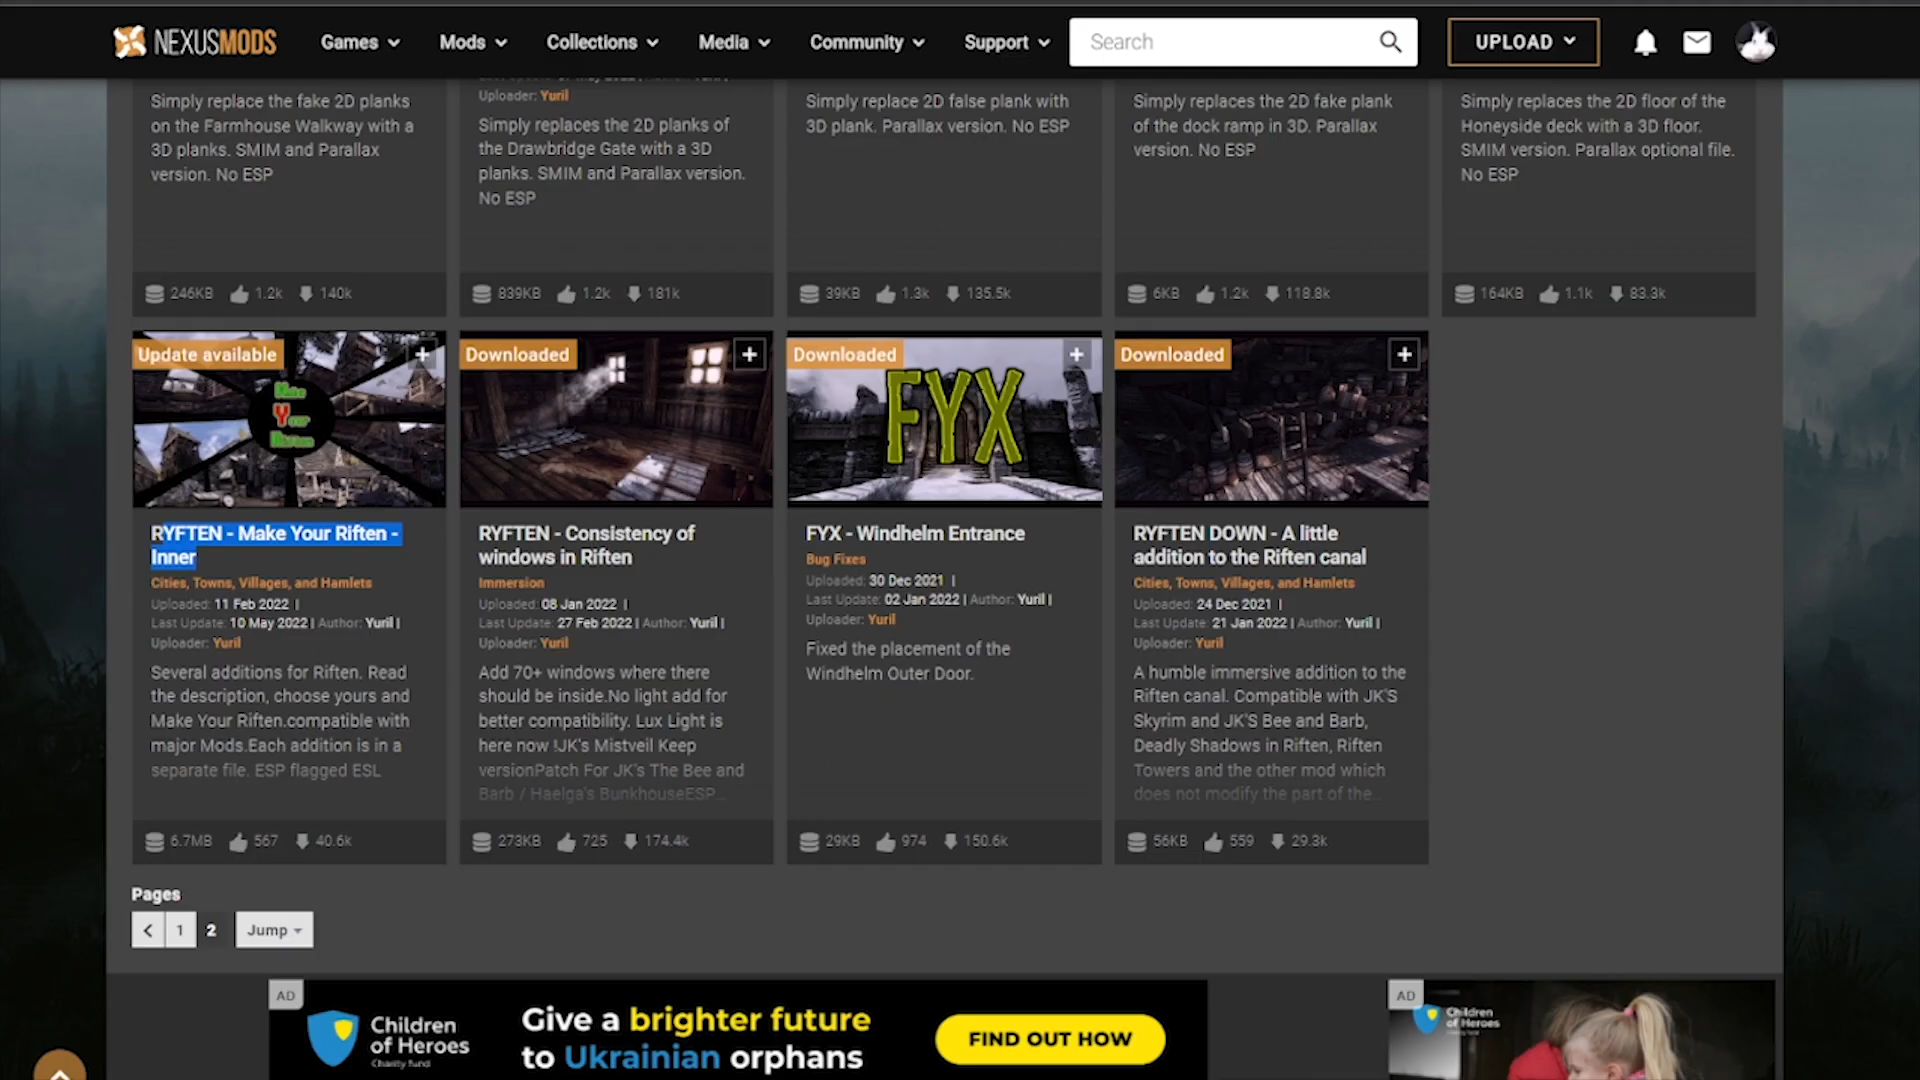 NEXUSMODS
Games
Mods
Collections
Media
Community
Support
Search
UPLOAD
Simply replace the fake 2D planks
on the Farmhouse Walkway with a
3D planks. SMIM and Parallax
version. No ESP
246KB 1.2k 140k
Uploader: Yuril
Simply replaces the 2D planks of
the Drawbridge Gate with a 3D
planks. SMIM and Parallax version.
No ESP
839KB 1.2k 181k
Simply replace 2D false plank with
3D plank. Parallax version. No ESP
39KB 1.3k 135.5k
Simply replaces the 2D fake plank
of the dock ramp in 3D. Parallax
version. No ESP
6KB 1.2k 118.8k
Simply replaces the 2D floor of the
Honeyside deck with a 3D floor.
SMIM version. Parallax optional file.
No ESP
164KB 1.1k 83.3k
Update available
Make
Your
Riften
RYFTEN - Make Your Riften -
Inner
Cities, Towns, Villages, and Hamlets
Uploaded: 11 Feb 2022 |
Last Update: 10 May 2022 | Author: Yuril |
Uploader: Yuril
Several additions for Riften. Read
the description, choose yours and
Make Your Riften.compatible with
major Mods.Each addition is in a
separate file. ESP flagged ESL
6.7MB 567 40.6k
Downloaded
RYFTEN - Consistency of
windows in Riften
Immersion
Uploaded: 08 Jan 2022 |
Last Update: 27 Feb 2022 | Author: Yuril |
Uploader: Yuril
Add 70+ windows where there
should be inside.No light add for
better compatibility. Lux Light is
here now !JK's Mistveil Keep
versionPatch For JK's The Bee and
Barb / Haelga's BunkhouseESP...
273KB 725 174.4k
Downloaded
FYX
FYX - Windhelm Entrance
Bug Fixes
Uploaded: 30 Dec 2021 |
Last Update: 02 Jan 2022 | Author: Yuril |
Uploader: Yuril
Fixed the placement of the
Windhelm Outer Door.
29KB 974 150.6k
Downloaded
RYFTEN DOWN - A little
addition to the Riften canal
Cities, Towns, Villages, and Hamlets
Uploaded: 24 Dec 2021 |
Last Update: 21 Jan 2022 | Author: Yuril |
Uploader: Yuril
A humble immersive addition to the
Riften canal. Compatible with JK'S
Skyrim and JK'S Bee and Barb,
Deadly Shadows in Riften, Riften
Towers and the other mod which
does not modify the part of the...
56KB 559 29.3k
Pages
1 2 Jump
AD
Children
of Heroes
Charity fund
Give a brighter future
to Ukrainian orphans
FIND OUT HOW
AD
Children
of Heroes